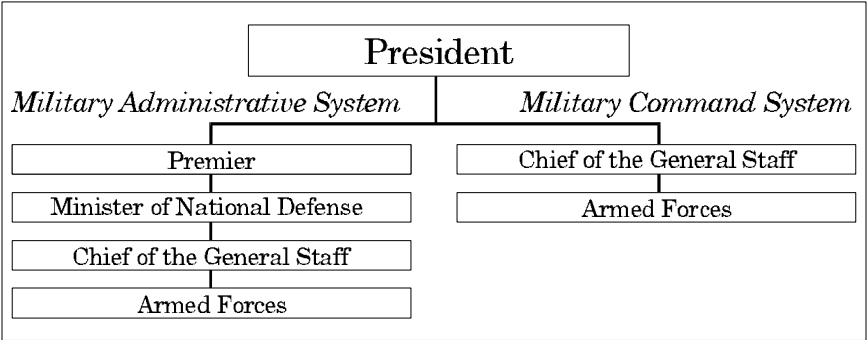 President
Military Administrative System
Military Command System
Premier
Minister of National Defense
Chief of the General Staff
Armed Forces
Chief of the General Staff
Armed Forces